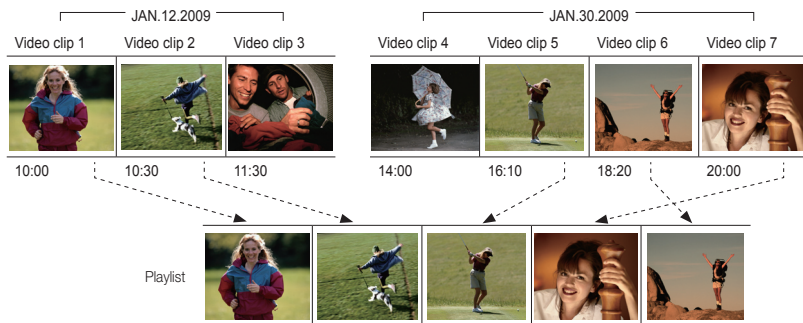 JAN.12.2009
JAN.30.2009
Video clip 1
Video clip 2
Video clip 3
Video clip 4
Video clip 5
Video clip 6
Video clip 7
10:00
10:30
11:30
14:00
16:10
18:20
20:00
Playlist